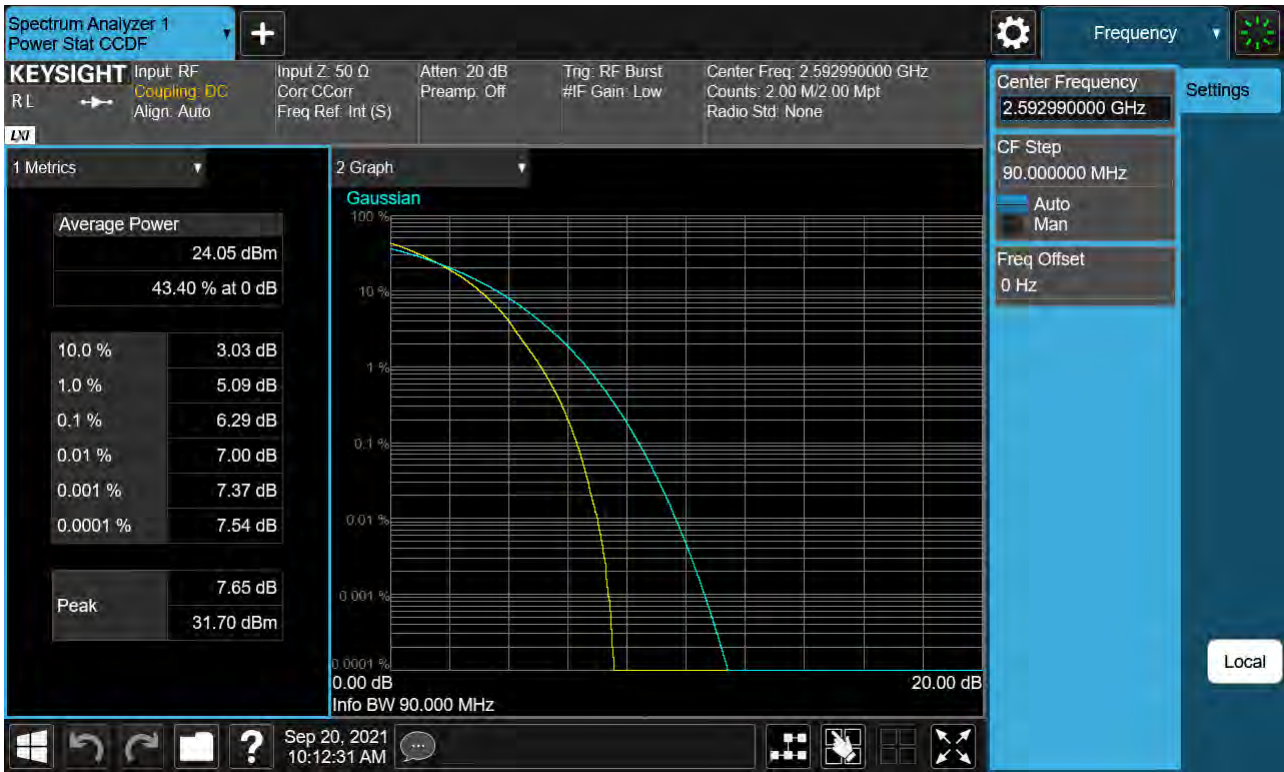 Spectrum Analyzer 1
Power Stat CCDF
+
Frequency
KEYSIGHT
RL
LXI
Input: RF
Coupling: DC
Align: Auto
Input Z: 50 Ω
Corr CCorr
Freq Ref: Int (S)
Atten: 20 dB
Preamp: Off
Trig: RF Burst
#IF Gain: Low
Center Freq: 2.592990000 GHz
Counts: 2.00 M/2.00 Mpt
Radio Std: None
Center Frequency
2.592990000 GHz
Settings
CF Step
90.000000 MHz
Auto
Man
Freq Offset
0 Hz
Local
1 Metrics
Average Power
24.05 dBm
43.40 % at 0 dB
10.0 % 3.03 dB
1.0 % 5.09 dB
0.1 % 6.29 dB
0.01 % 7.00 dB
0.001 % 7.37 dB
0.0001 % 7.54 dB
Peak
7.65 dB
31.70 dBm
2 Graph
Gaussian
100 %
10 %
1 %
0.1 %
0.01 %
0.001 %
0.0001 %
0.00 dB
20.00 dB
Info BW 90.000 MHz
?
Sep 20, 2021
10:12:31 AM